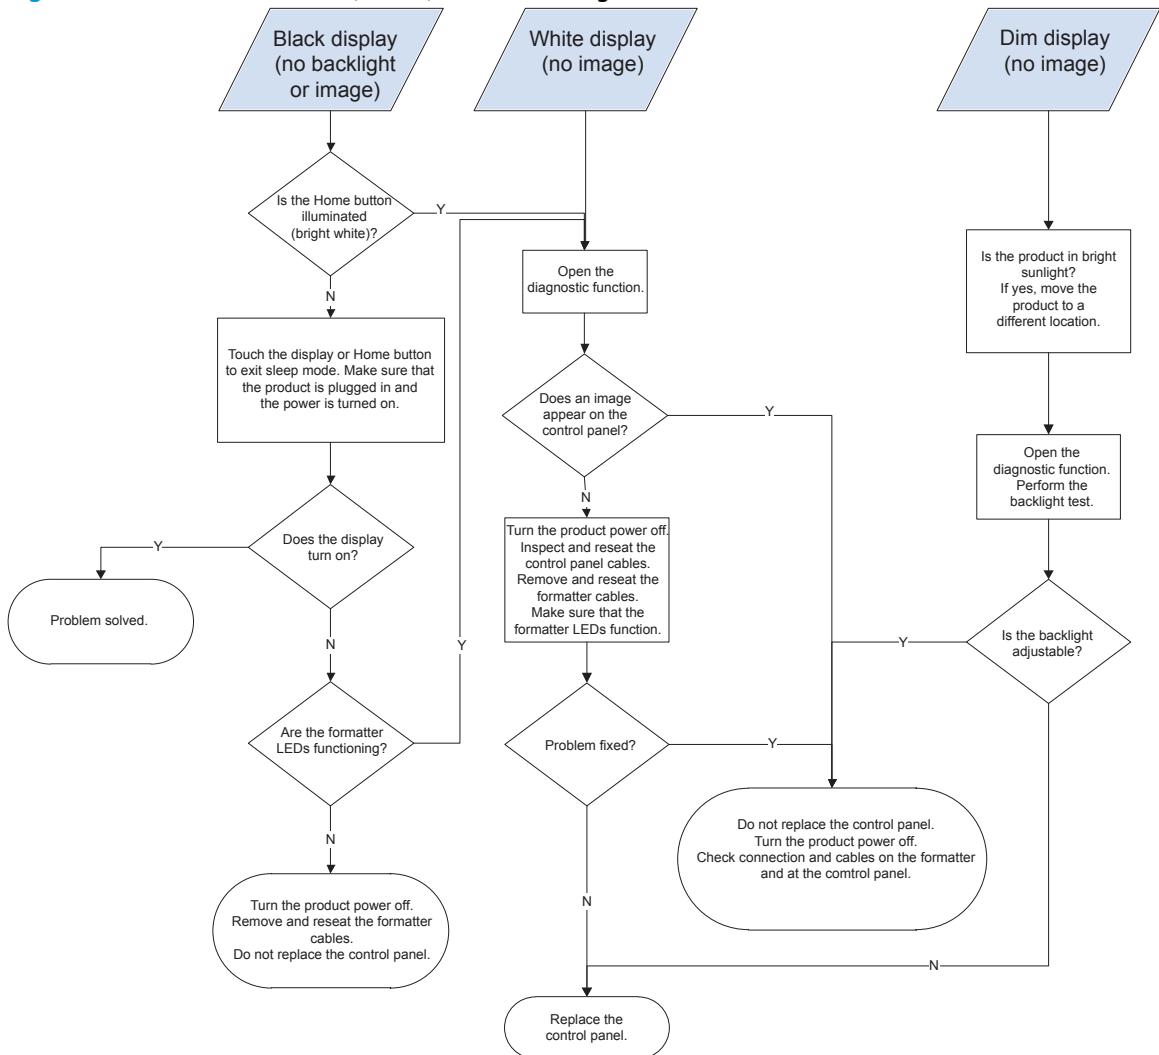 Black display
(no backlight
or image)
White display
(no image)
Dim display
(no image)
Is the Home button
illuminated
(bright white)?
Y
N
Open the
diagnostic function.
Is the product in bright
sunlight?
If yes, move the
product to a
different location.
Touch the display or Home button
to exit sleep mode. Make sure that
the product is plugged in and
the power is turned on.
Does an image
appear on the
control panel?
Y
N
Open the
diagnostic function.
Perform the
backlight test.
Does the display
turn on?
Y
N
Problem solved.
Turn the product power off.
Inspect and reseat the
control panel cables.
Remove and reseat the
formatter cables.
Make sure that the
formatter LEDs function.
Is the backlight
adjustable?
Y
N
Are the formatter
LEDs functioning?
Y
N
Problem fixed?
Y
N
Do not replace the control panel.
Turn the product power off.
Check connection and cables on the formatter
and at the comtrol panel.
Turn the product power off.
Remove and reseat the formatter
cables.
Do not replace the control panel.
Replace the
control panel.